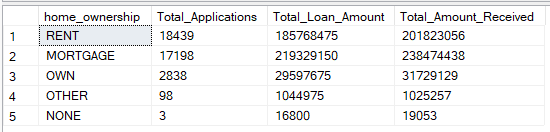 home_ownership Total_Applications Total_Loan_Amount Total_Amount_Received
1 RENT 18439 185768475 201823056
2 MORTGAGE 17198 219329150 238474438
3 OWN 2838 29597675 31729129
4 OTHER 98 1044975 1025257
5 NONE 3 16800 19053